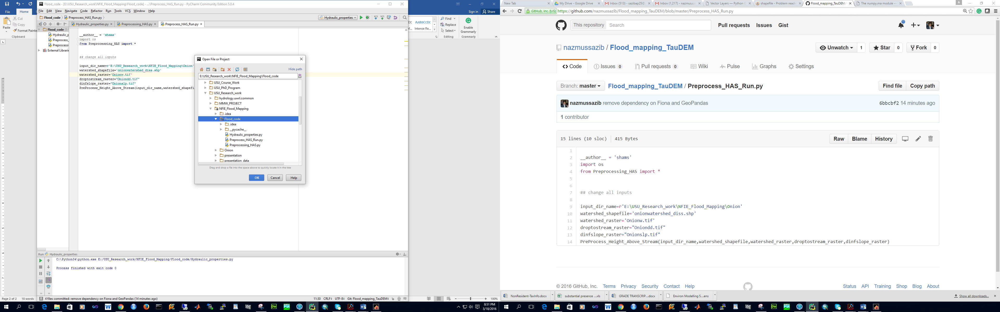 File
Home
Cut
Copy
Format Painte
Paste
Clipboard
Page 2 of 2   18 words
Flood_code - [E:\USU_Research_work\NFIE_Flood_Mapping\Flood_code] - ...\Preprocess_HAS_Run.py - PyCharm Community Edition 5.0.4
File Edit View Navigate Code Refactor Run Tools VCS Window Help
Flood_code Preprocess_HAS_Run.py
Hydraulic_properties
Hydraulic_properties.py Preprocessing_HAS.py Preprocess_HAS_Run.py
Flood_code (E:\
Hydraulic_p
Preprocess_
Preprocessi
External Librarie
__author__ = 'shams'
import os
from Preprocessing_HAS import *
## change all inputs
input_dir_name=r'E:\USU_Research_work\NFIE_Flood_Mapping\Onion'
watershed_shapefile='onionwatershed_diss.shp'
watershed_raster='Onionw.tif'
droptostream_raster="Oniondd.tif"
dinfslope_raster="Onionslp.tif"
PreProcess_Height_Above_Stream(input_dir_name,watershed_shapefi
Open File or Project
Hide path
E:\USU_Research_work\NFIE_Flood_Mapping\Flood_code
USU_Course_Work
USU_PhD_Program
USU_Research_work
hydrology.uwrl.common
MMW_PROJECT
NFIE_Flood_Mapping
.idea
Flood_code
.idea
__pycache__
Hydraulic_properties.py
Preprocess_HAS_Run.py
Preprocessing_HAS.py
Onion
presentation
presentation_data
Drag and drop a file into the space above to quickly locate it in the tree
OK Cancel Help
Run Hydraulic_properties
C:\Python34\python.exe E:/USU_Research_work/NFIE_Flood_Mapping/Flood_code/Hydraulic_properties.py
Process finished with exit code 0
4 files committed: remove dependency on Fiona and GeoPandas (14 minutes ago)
11:30 CRLF UTF-8 Git: Flood_mapping_TauDEM
Sign in Share
AaBbCcDc
Intense Re...
Find
Replace
Select
Editing
Enable
Grammarly
Grammarly
100%
8:51 PM
3/18/2016
New Tab
My Drive - Google Drive
Inbox (513) - sazibap25@
Inbox (1,217) - nazmus.s
Vector Layers — Python G
shapefile - Problem readi
Flood_mapping_TauDEM/
The numpy.ma module —
GitHub, Inc. [US] https://github.com/nazmussazib/Flood_mapping_TauDEM/blob/master/Preprocess_HAS_Run.py
This repository Search
Pull requests Issues Gist
nazmussazib / Flood_mapping_TauDEM
Unwatch 1 Star 0 Fork 0
Code Issues 0 Pull requests 0 Wiki Pulse Graphs Settings
Branch: master Flood_mapping_TauDEM / Preprocess_HAS_Run.py
Find file Copy path
nazmussazib remove dependency on Fiona and GeoPandas
6bbcbf2 14 minutes ago
1 contributor
15 lines (10 sloc) 415 Bytes
Raw Blame History
1
2 __author__ = 'shams'
3 import os
4 from Preprocessing_HAS import *
5
6
7 ## change all inputs
8
9 input_dir_name=r'E:\USU_Research_work\NFIE_Flood_Mapping\Onion'
10 watershed_shapefile='onionwatershed_diss.shp'
11 watershed_raster='Onionw.tif'
12 droptostream_raster="Oniondd.tif"
13 dinfslope_raster="Onionslp.tif"
14 PreProcess_Height_Above_Stream(input_dir_name,watershed_shapefile,watershed_raster,droptostream_raster,dinfslope_raster)
© 2016 GitHub, Inc. Terms Privacy Security Contact Help
Status API Training Shop Blog About
NonResident-TaxInfo.docx
substantial presence ....xls
GRADE TRANSCRIP....docx
Environ Modelling S....ens
Show all downloads...